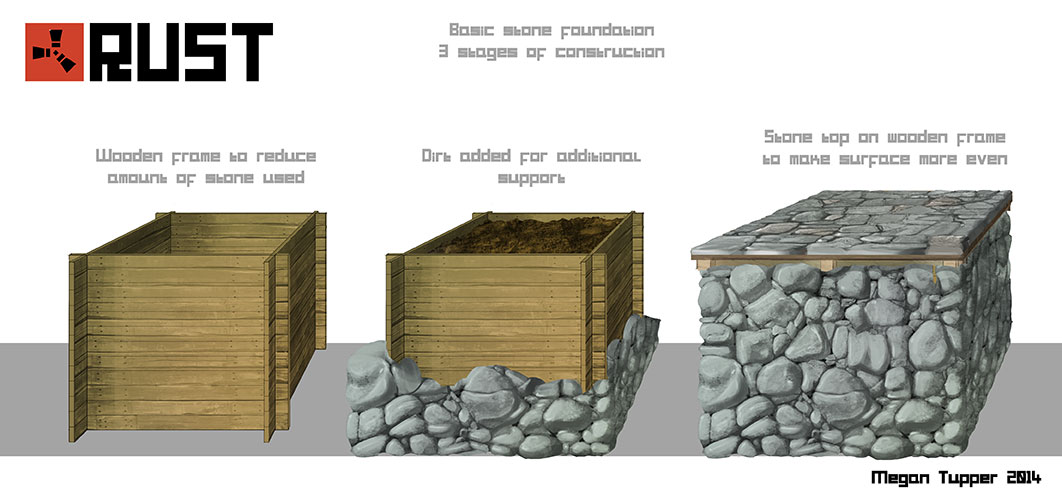 RUST
Basic stone foundation
3 stages of construction
Wooden frame to reduce
amount of stone used
Dirt added for additional
support
Stone top on wooden frame
to make surface more even
Megan Tupper 2014